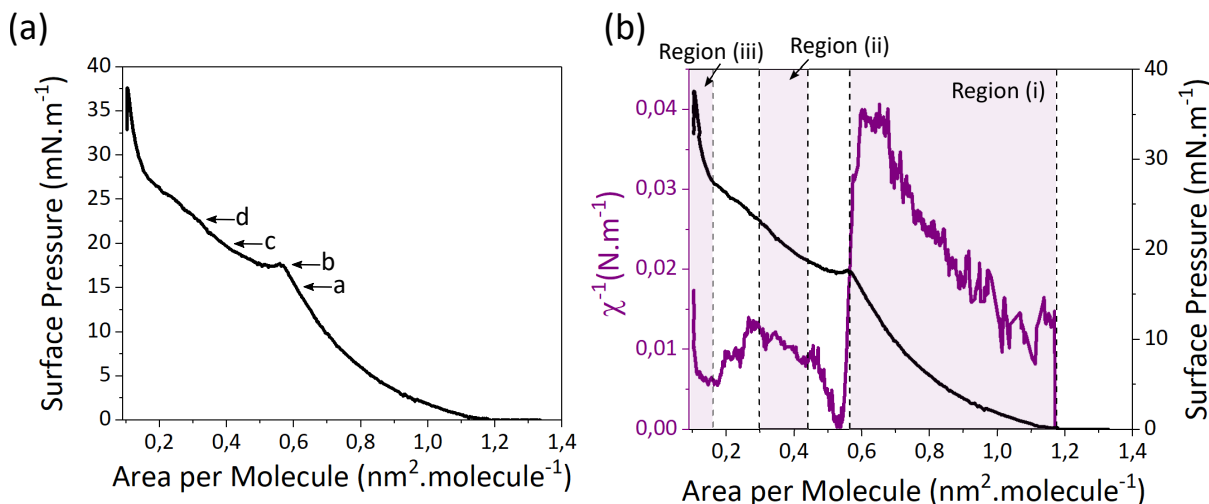 (a)
40
35
30
25
20
15
10
5
0
Surface Pressure (mN.m⁻¹)
d
c
b
a
0,2 0,4 0,6 0,8 1,0 1,2 1,4
Area per Molecule (nm².molecule⁻¹)
(b)
Region (iii)
Region (ii)
Region (i)
0,04
0,03
0,02
0,01
0,00
χ⁻¹(N.m⁻¹)
40
30
20
10
0
Surface Pressure (mN.m⁻¹)
0,2 0,4 0,6 0,8 1,0 1,2 1,4
Area per Molecule (nm².molecule⁻¹)